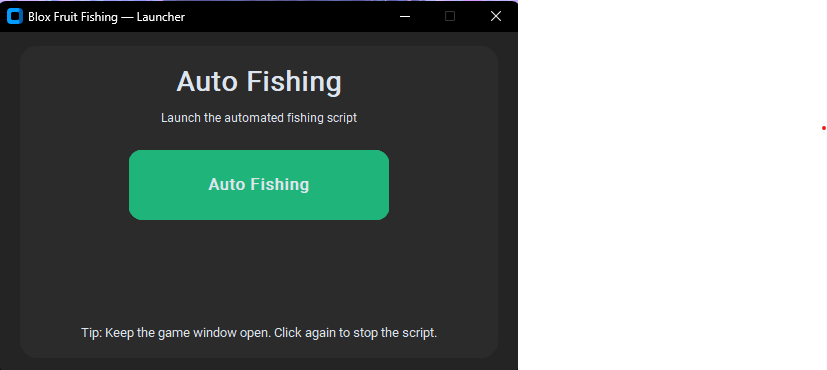 Blox Fruit Fishing — Launcher
Auto Fishing
Launch the automated fishing script
Auto Fishing
Tip: Keep the game window open. Click again to stop the script.